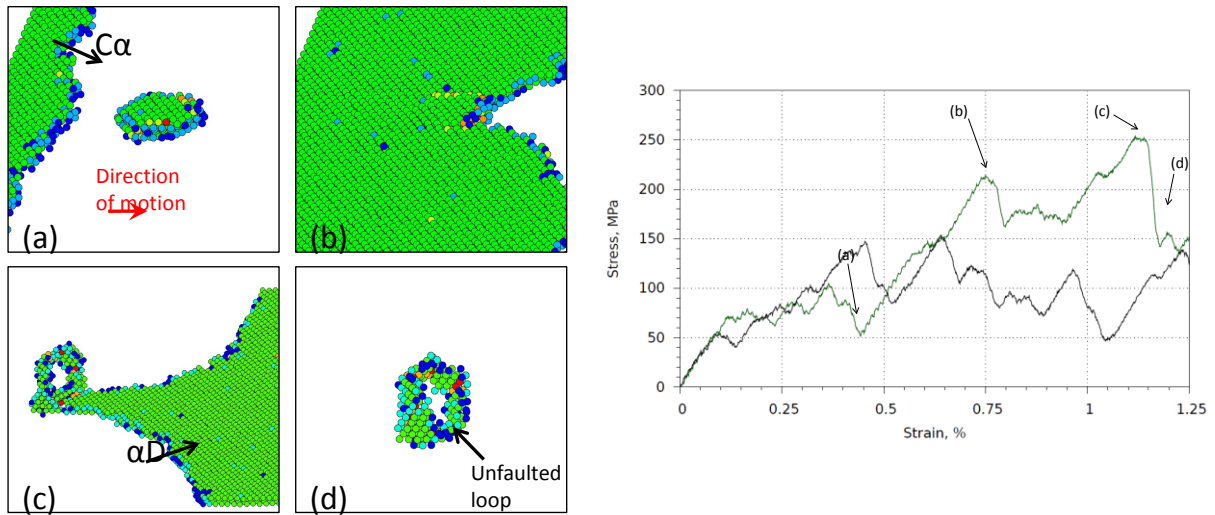 Cα
Direction
of motion
(a)
(b)
αD
(c)
Unfaulted
loop
(d)
300
250
200
150
100
50
0
Stress, MPa
(a)
(b)
(c)
(d)
0
0.25
0.5
0.75
1
1.25
Strain, %